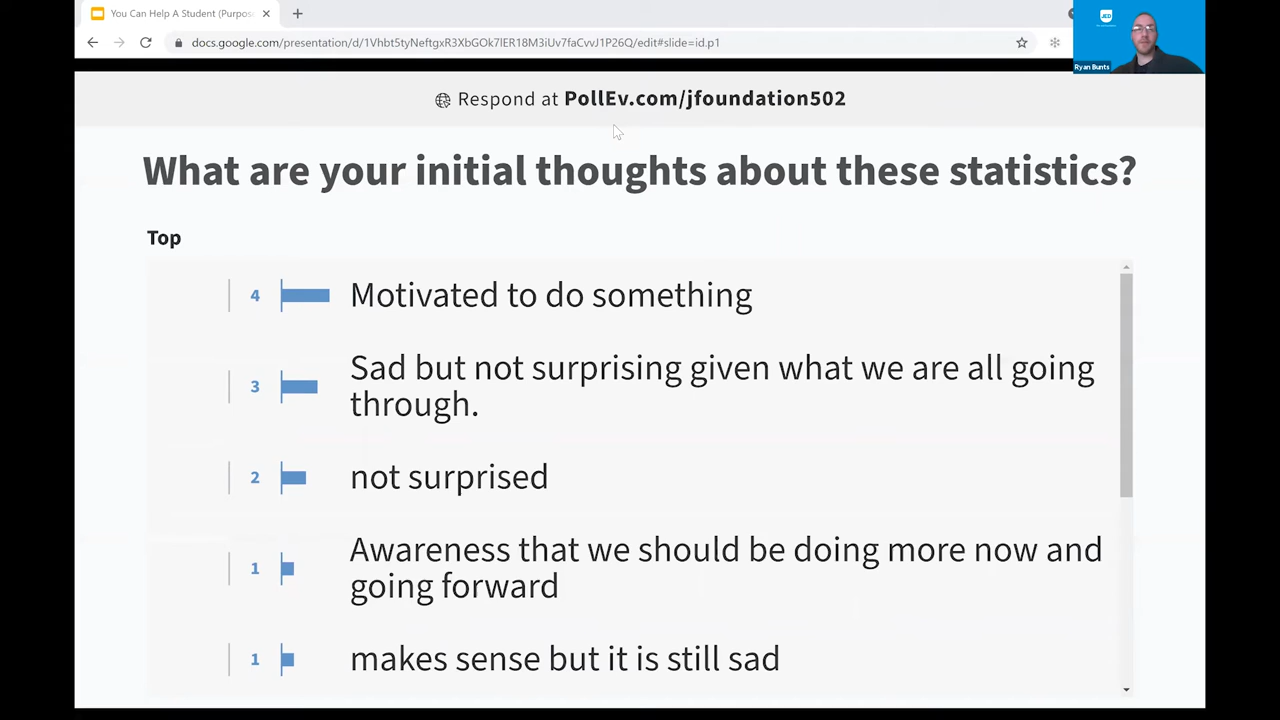 You Can Help A Student (Purpos
docs.google.com/presentation/d/1Vhbt5tyNeftgaR3XbGOk7lER18M3iUv7faCvvJ1P26Q/edit#slide=id.p1
JED
Ryan Bunts
Respond at PollEv.com/jfoundation502
What are your initial thoughts about these statistics?
Top
4 Motivated to do something
3 Sad but not surprising given what we are all going
through.
2 not surprised
1 Awareness that we should be doing more now and
going forward
1 makes sense but it is still sad